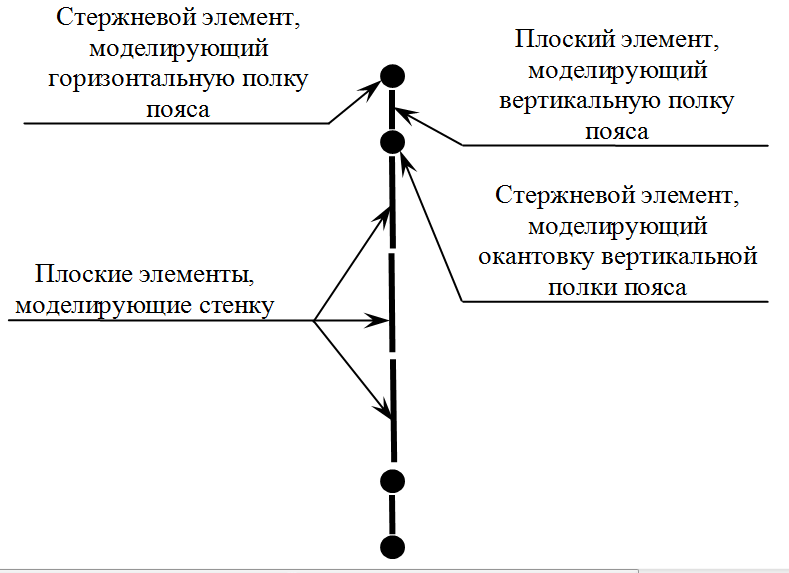 Стержневой элемент,
моделирующий
горизонтальную полку
пояса
Плоский элемент,
моделирующий
вертикальную полку
пояса
Стержневой элемент,
моделирующий
окантовку вертикальной
полки пояса
Плоские элементы,
моделирующие стенку